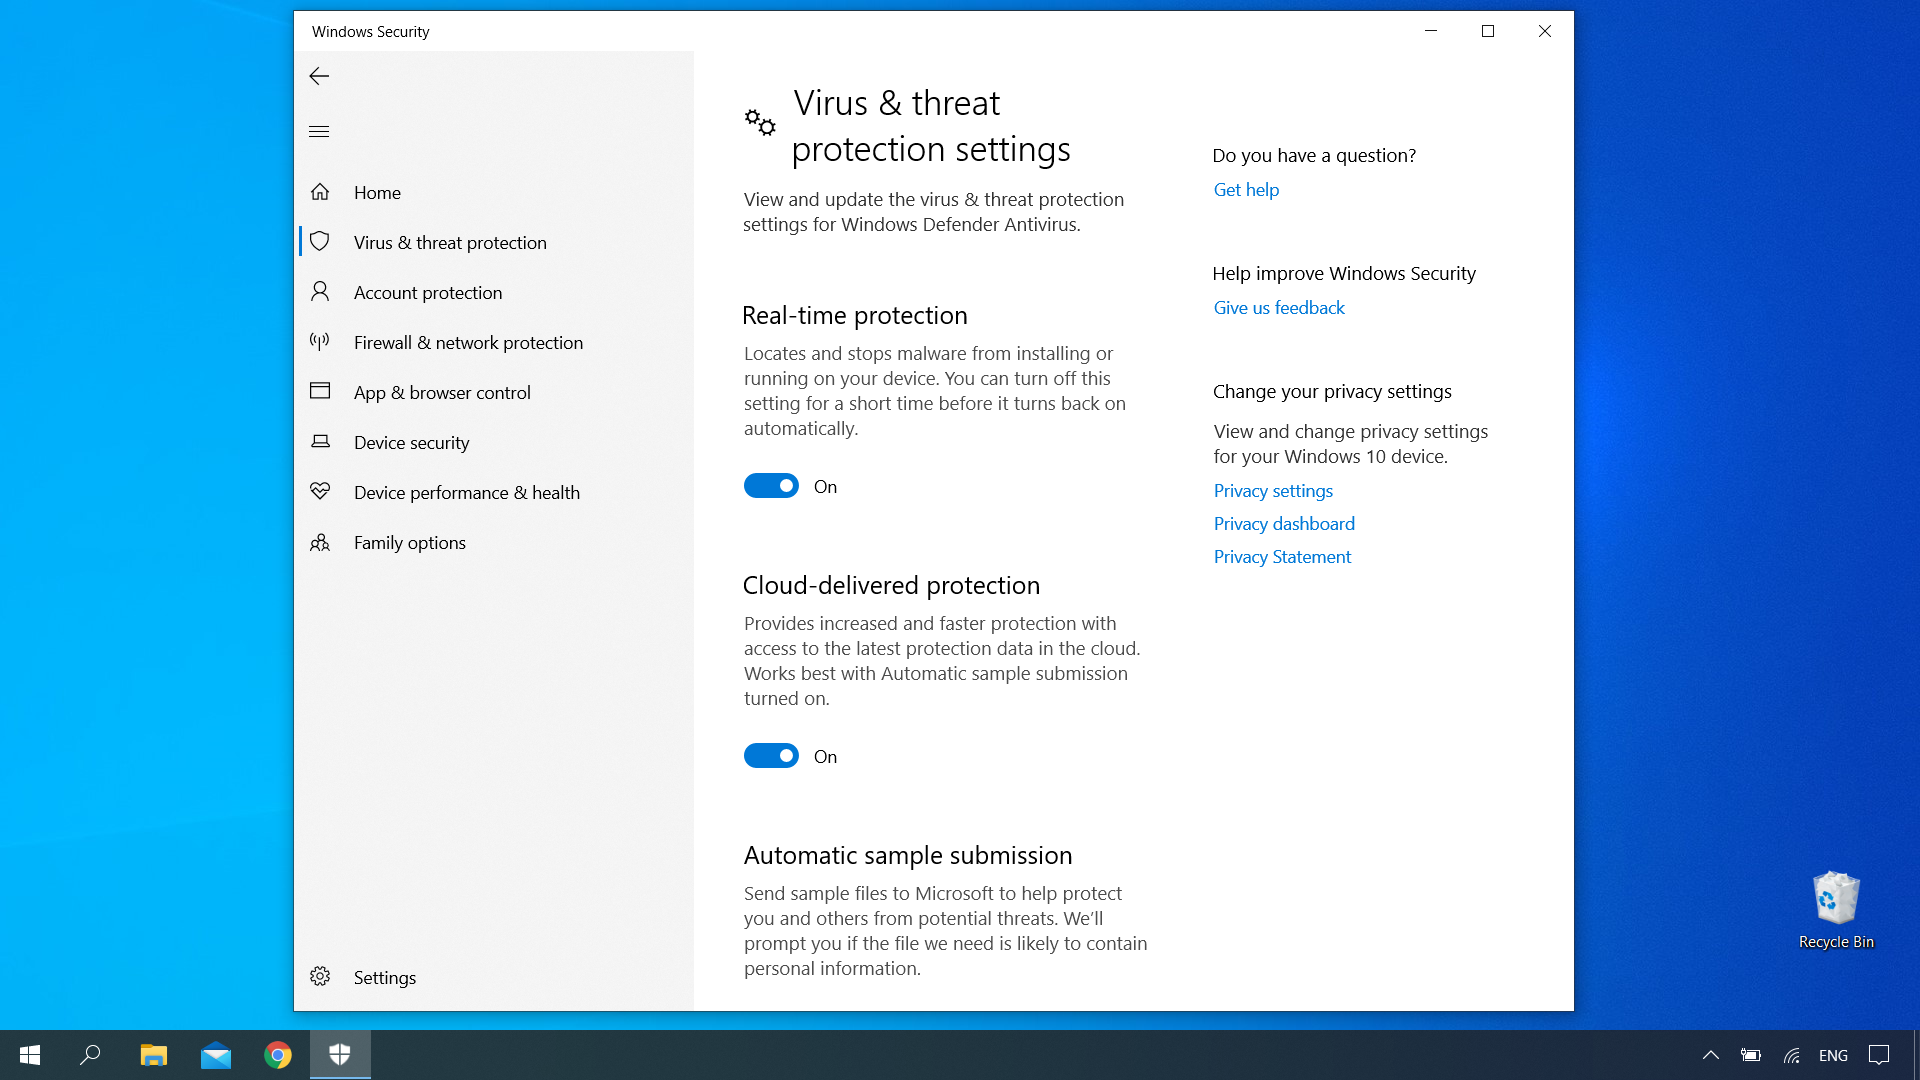 Windows Security
Home
Virus & threat protection
Account protection
Firewall & network protection
App & browser control
Device security
Device performance & health
Family options
Settings
Virus & threat
protection settings
View and update the virus & threat protection
settings for Windows Defender Antivirus.
Real-time protection
Locates and stops malware from installing or
running on your device. You can turn off this
setting for a short time before it turns back on
automatically.
On
Cloud-delivered protection
Provides increased and faster protection with
access to the latest protection data in the cloud.
Works best with Automatic sample submission
turned on.
On
Automatic sample submission
Send sample files to Microsoft to help protect
you and others from potential threats. We’ll
prompt you if the file we need is likely to contain
personal information.
Do you have a question?
Get help
Help improve Windows Security
Give us feedback
Change your privacy settings
View and change privacy settings
for your Windows 10 device.
Privacy settings
Privacy dashboard
Privacy Statement
Recycle Bin
ENG